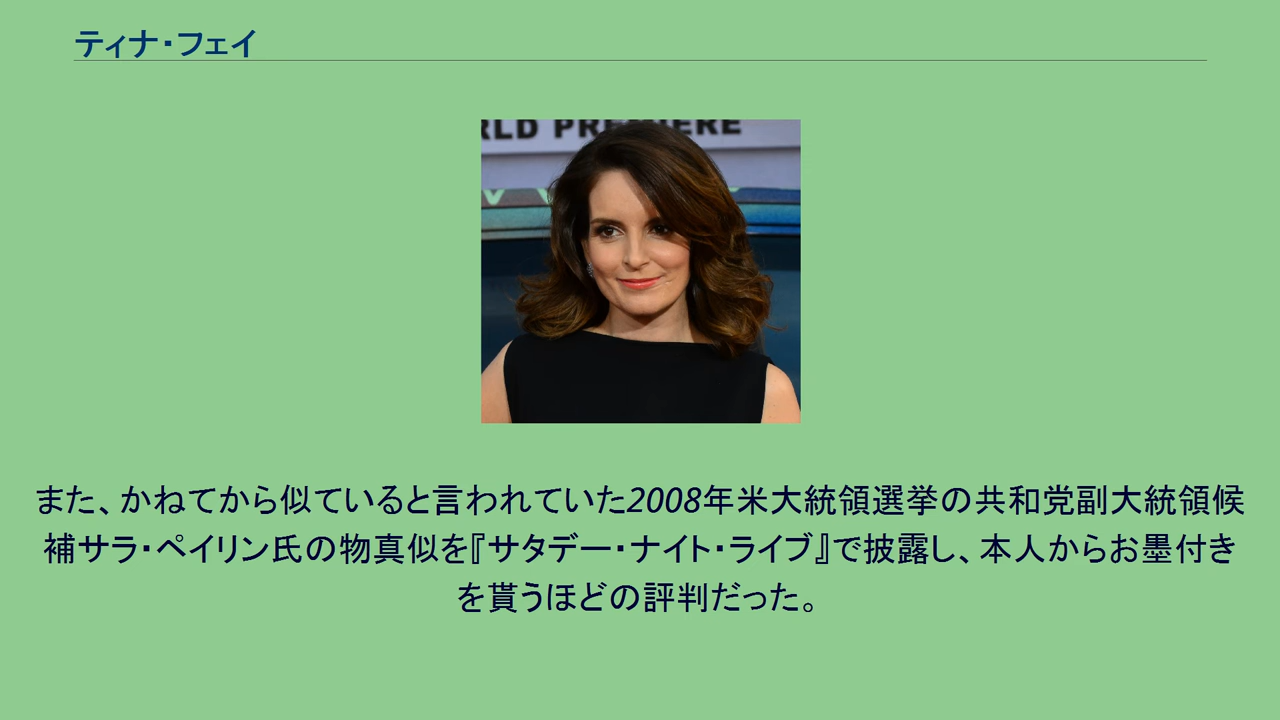 ティナ・フェイ
RLD PREMIERE
また、かねてから似ていると言われていた2008年米大統領選挙の共和党副大統領候
補サラ・ペイリン氏の物真似を『サタデー・ナイト・ライブ』で披露し、本人からお墨付き
を貰うほどの評判だった。